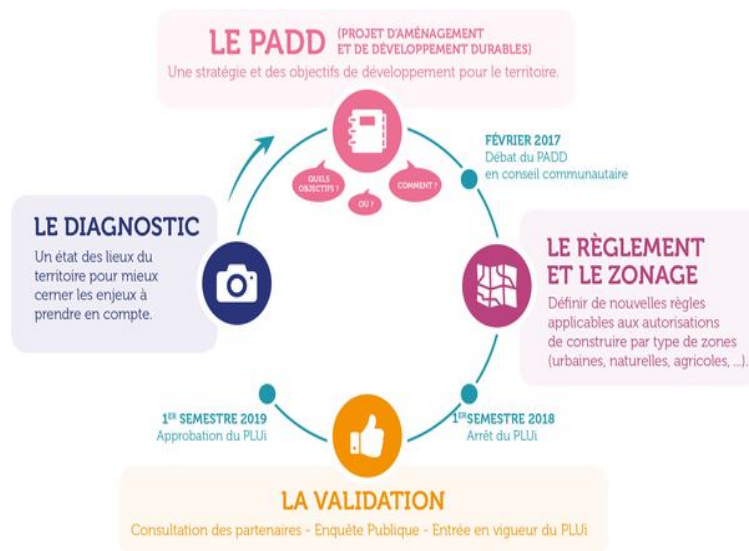 LE PADD (PROJET D'AMÉNAGEMENT
ET DE DÉVELOPPEMENT DURABLES)
Une stratégie et des objectifs de développement pour le territoire.
QUELS
OBJECTIFS ?
OÙ ?
COMMENT ?
FÉVRIER 2017
Débat du PADD
en conseil communautaire
LE DIAGNOSTIC
Un état des lieux du
territoire pour mieux
cerner les enjeux à
prendre en compte.
LE RÈGLEMENT
ET LE ZONAGE
Définir de nouvelles règles
applicables aux autorisations
de construire par type de zones
(urbaines, naturelles, agricoles, ...).
1ER SEMESTRE 2019
Approbation du PLUi
1ER SEMESTRE 2018
Arrêt du PLUi
LA VALIDATION
Consultation des partenaires - Enquête Publique - Entrée en vigueur du PLUi